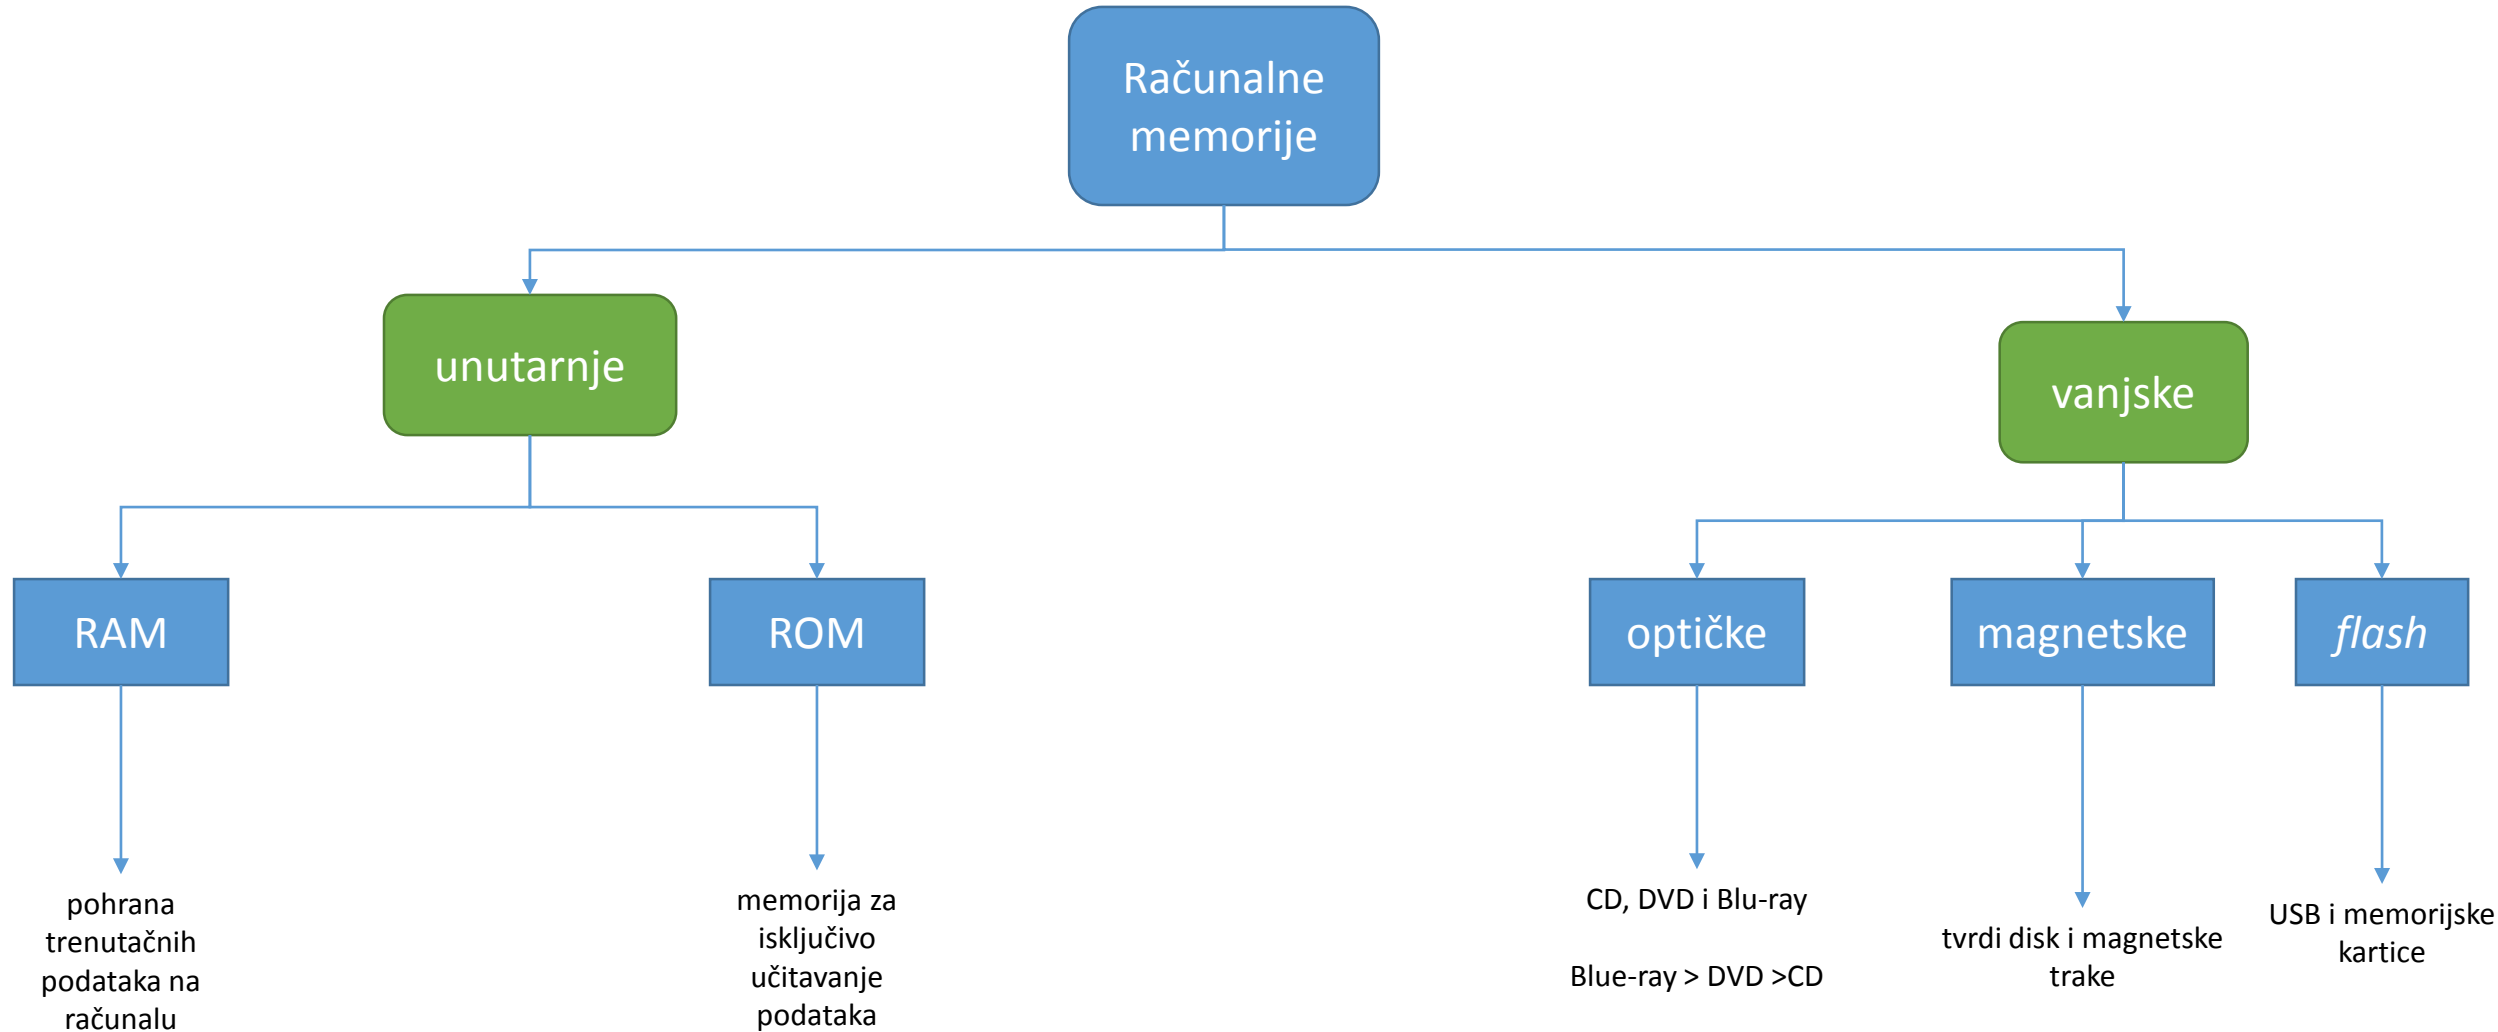 Računalne
memorije
unutarnje
vanjske
RAM
ROM
optičke
magnetske
flash
pohrana
trenutačnih
podataka na
računalu
memorija za
isključivo
učitavanje
podataka
CD, DVD i Blu-ray
Blue-ray > DVD >CD
tvrdi disk i magnetske
trake
USB i memorijske
kartice